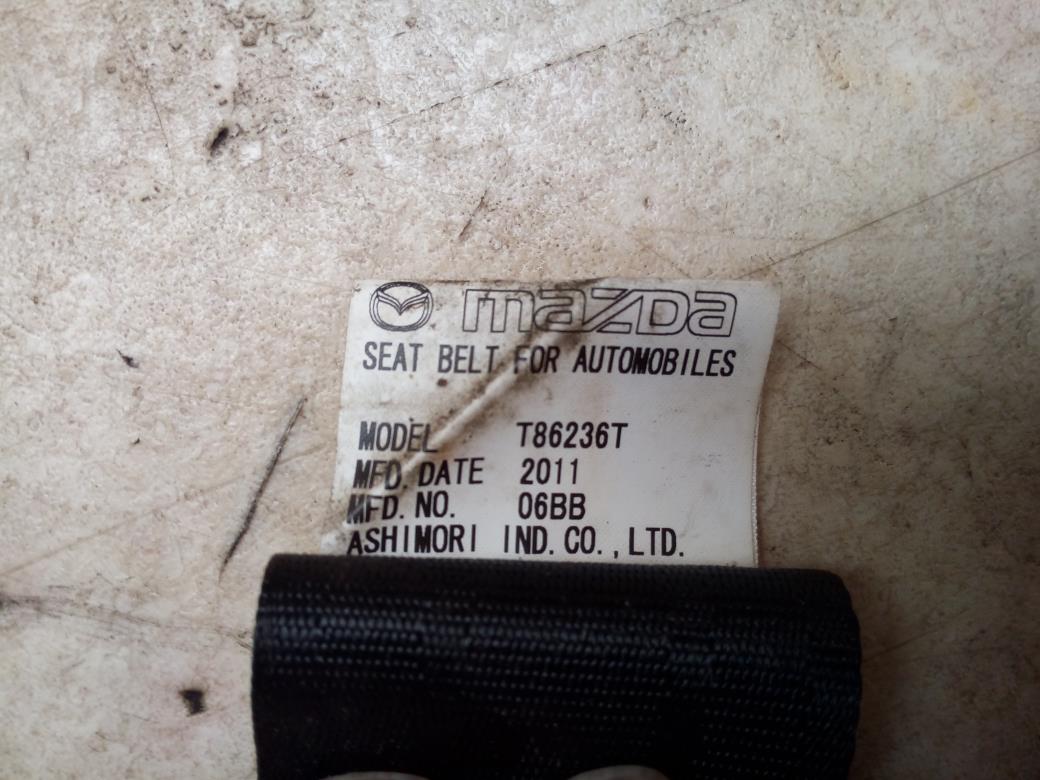 mazda
SEAT BELT FOR AUTOMOBILES
MODEL T86236T
MFD. DATE 2011
MFD. NO. 06BB
ASHIMORI IND. CO. , LTD.